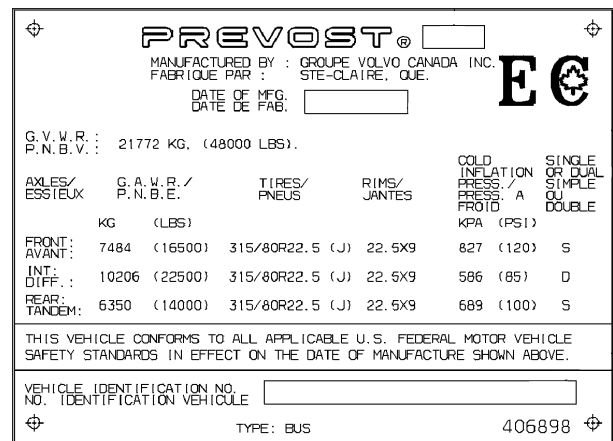 PREVOST®
MANUFACTURED BY : GROUPE VOLVO CANADA INC.
FABRIQUE PAR : STE-CLAIRE, QUE.
EC
DATE OF MFG.
DATE DE FAB.
G.V.W.R.:
P.N.B.V.: 21772 KG, (48000 LBS).
AXLES/ G.A.W.R./ TIRES/ RIMS/ COLD INFLATION PRESS./ SINGLE OR DUAL
ESSIEUX P.N.B.E. PNEUS JANTES PRESS. A FROID SIMPLE OU DOUBLE
KG (LBS) KPA (PSI)
FRONT:
AVANT: 7484 (16500) 315/80R22.5 (J) 22.5X9 827 (120) S
INT:
DIFF.: 10206 (22500) 315/80R22.5 (J) 22.5X9 586 (85) D
REAR:
TANDEM: 6350 (14000) 315/80R22.5 (J) 22.5X9 689 (100) S
THIS VEHICLE CONFORMS TO ALL APPLICABLE U.S. FEDERAL MOTOR VEHICLE
SAFETY STANDARDS IN EFFECT ON THE DATE OF MANUFACTURE SHOWN ABOVE.
VEHICLE IDENTIFICATION NO.
NO. IDENTIFICATION VEHICULE
TYPE: BUS 406898